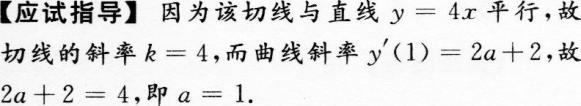 【应试指导】 因为该切线与直线 y = 4x 平行,故
切线的斜率 k = 4,而曲线斜率 y′(1) = 2a + 2,故
2a + 2 = 4,即 a = 1.